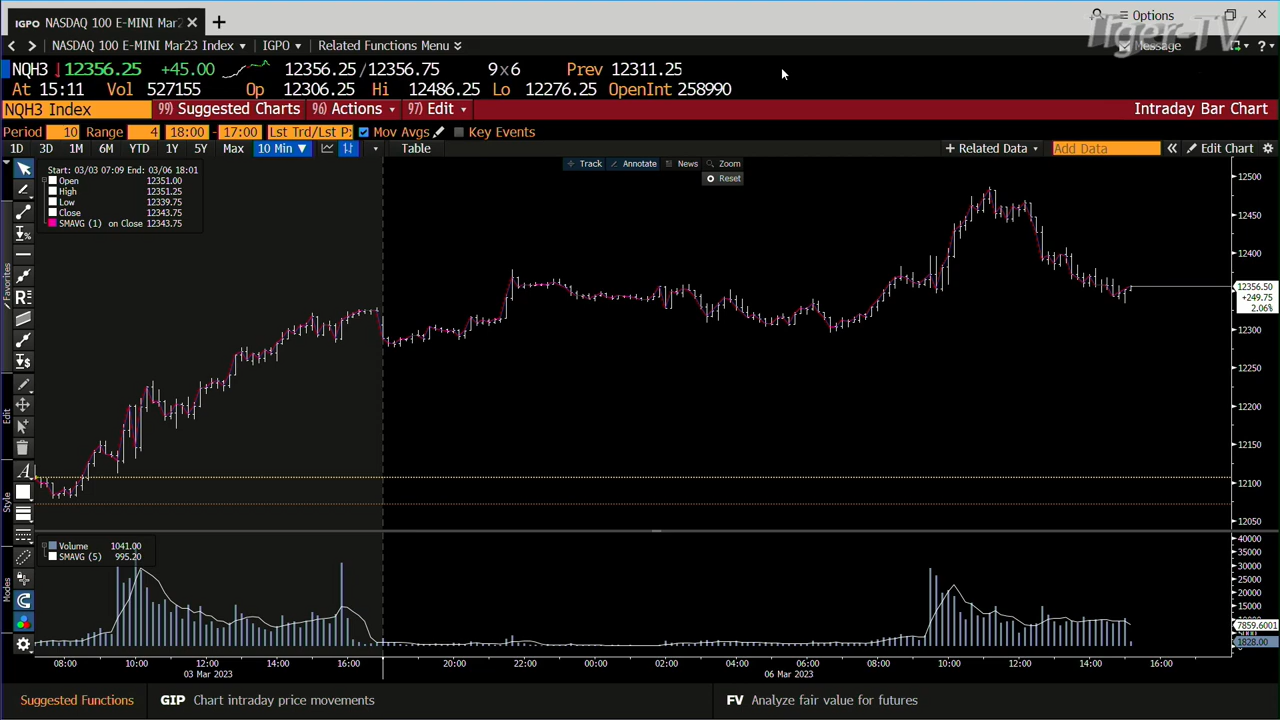 IGPO NASDAQ 100 E-MINI Mar2
Options
NASDAQ 100 E-MINI Mar23 Index IGPO Related Functions Menu
Message
Tiger-TV
NQH3 12356.25 +45.00 12356.25/12356.75 9x6 Prev 12311.25
At 15:11 Vol 527155 Op 12306.25 Hi 12486.25 Lo 12276.25 OpenInt 258990
NQH3 Index 99) Suggested Charts 96) Actions 97) Edit Intraday Bar Chart
Period 10 Range 4 18:00 - 17:00 Lst Trd/Lst P Mov Avgs Key Events
1D 3D 1M 6M YTD 1Y 5Y Max 10 Min ▼ Table + Related Data Add Data Edit Chart
Track Annotate News Zoom
Reset
Start: 03/03 07:09 End: 03/06 18:01
Open 12351.00
High 12351.25
Low 12339.75
Close 12343.75
SMAVG (1) on Close 12343.75
12500
12450
12400
12356.50
+249.75
2.06%
12300
12250
12200
12150
12100
12050
Favorites
Edit
Style
Modes
Volume 1041.00
SMAVG (5) 995.20
40000
30000
25000
20000
15000
10000
7859.6001
1828.00
08:00 10:00 12:00 14:00 16:00 20:00 22:00 00:00 02:00 04:00 06:00 08:00 10:00 12:00 14:00 16:00
03 Mar 2023 06 Mar 2023
Suggested Functions GIP Chart intraday price movements FV Analyze fair value for futures